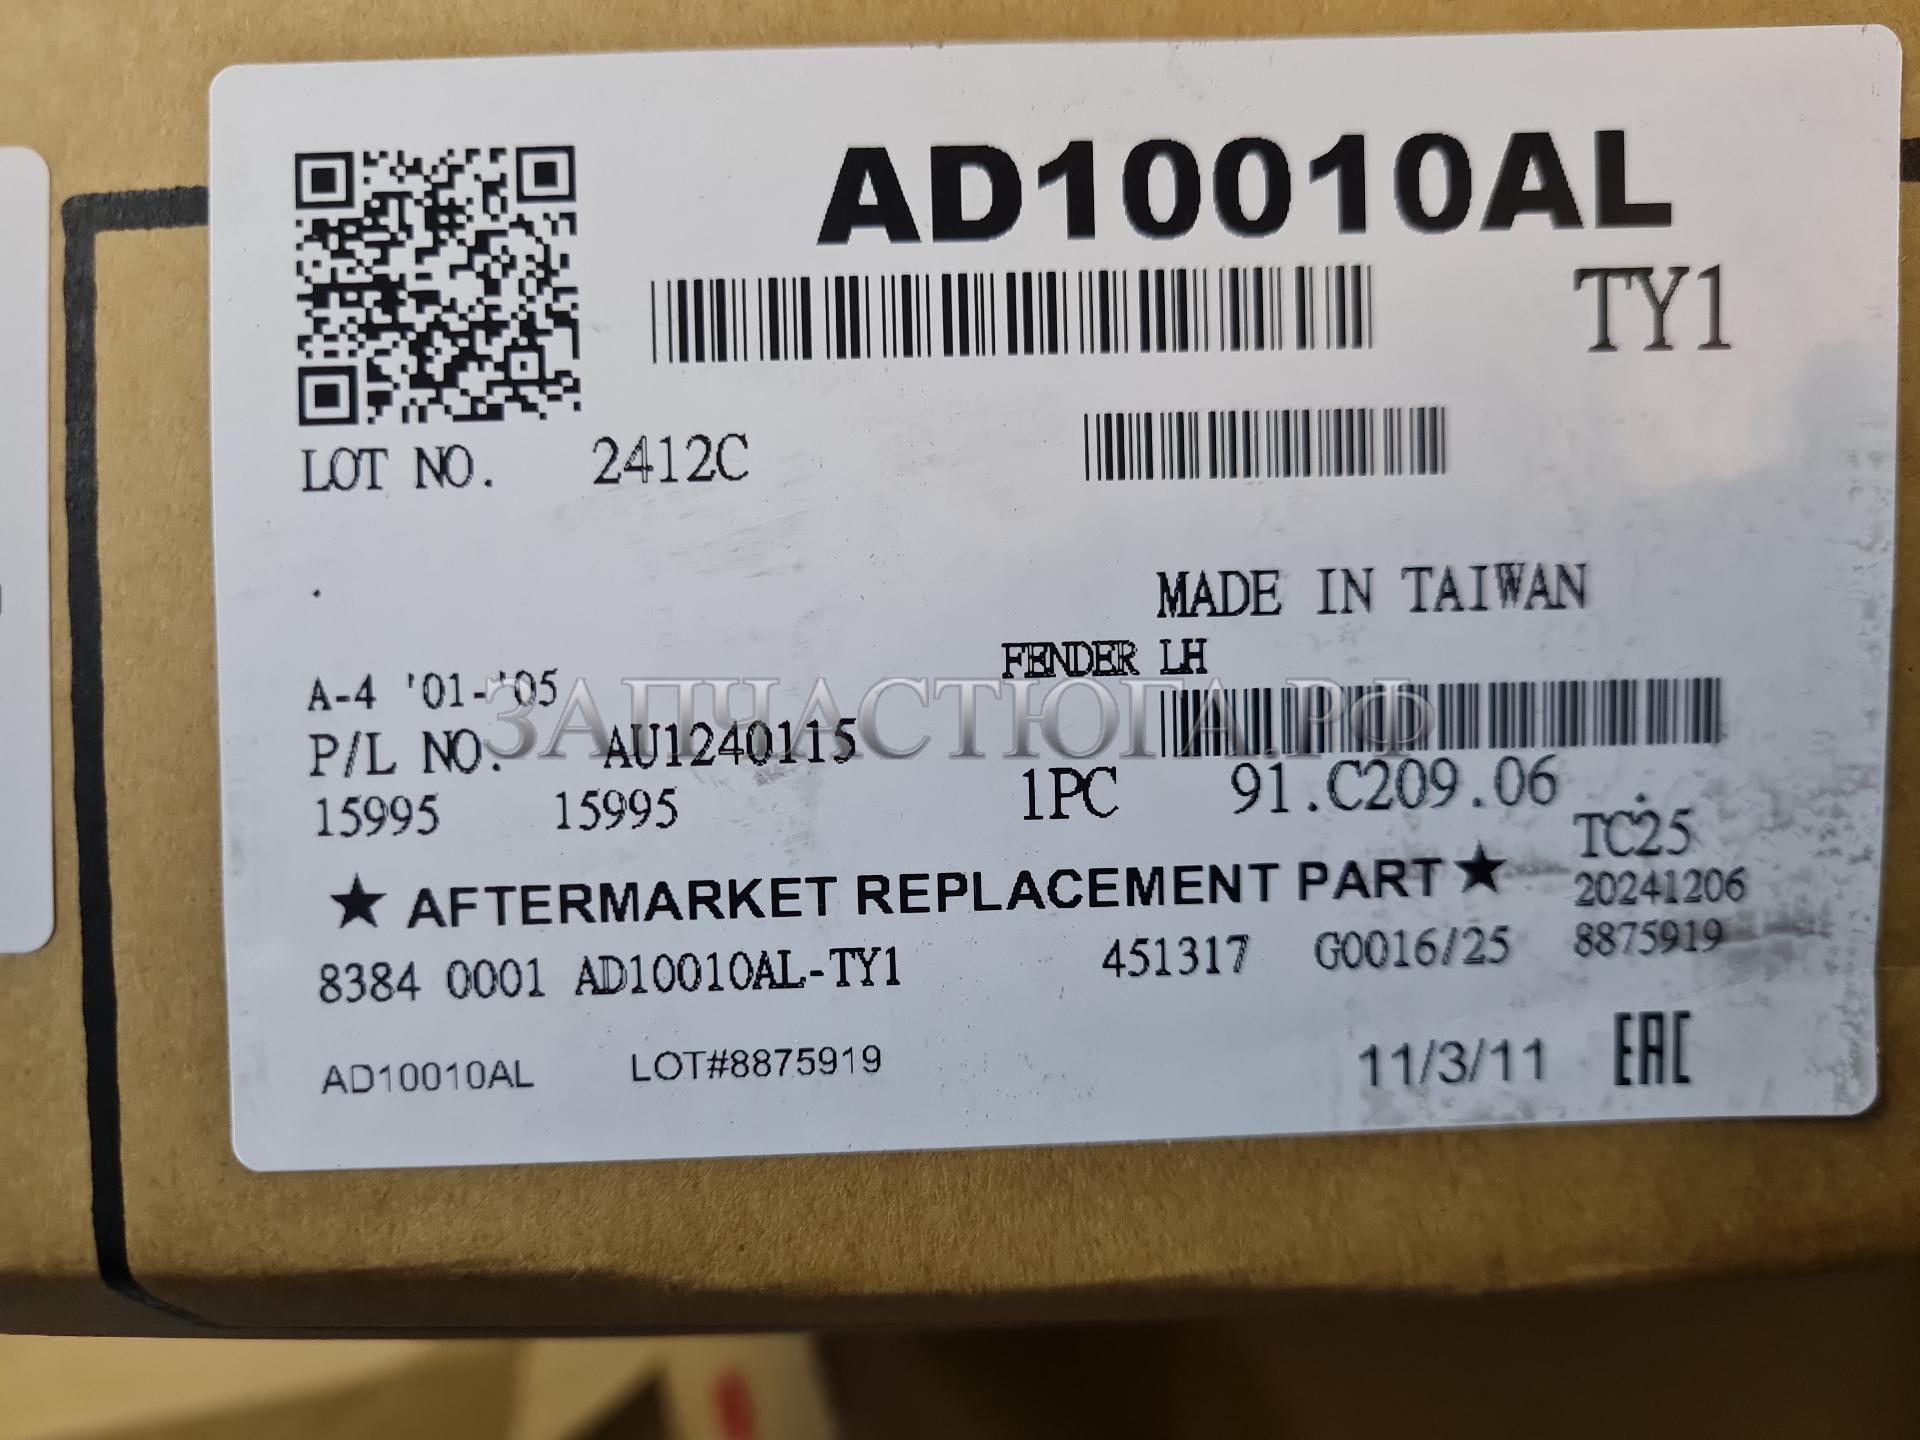 AD10010AL
TY1
LOT NO. 2412C
MADE IN TAIWAN
FENDER LH
A-4 '01-'05
ЗАПЧАСТЮГА.РФ
P/L NO. AU1240115
15995 15995
1PC 91.C209.06
TC25
★ AFTERMARKET REPLACEMENT PART ★
20241206
8384 0001 AD10010AL-TY1 451317 G0016/25 8875919
AD10010AL LOT#8875919 11/3/11 EAC